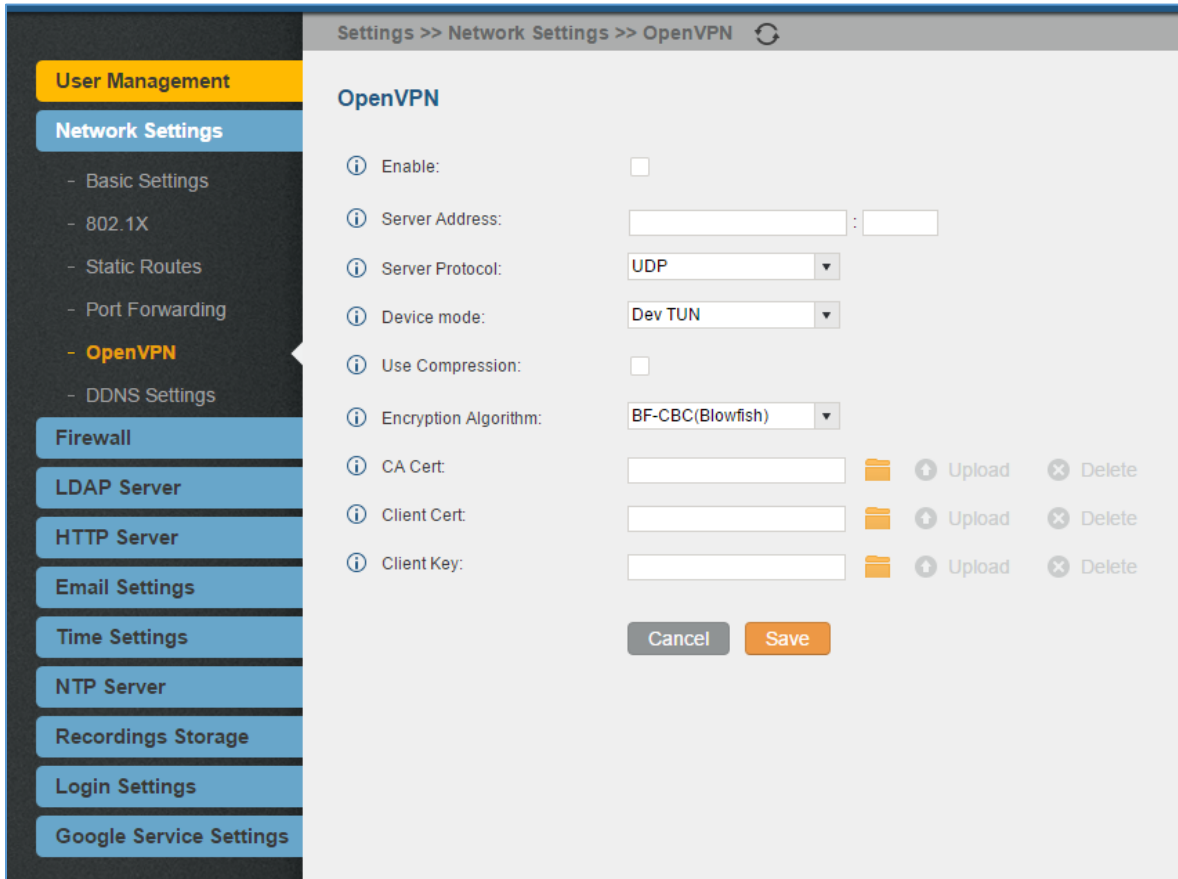 Settings >> Network Settings >> OpenVPN
User Management
Network Settings
- Basic Settings
- 802.1X
- Static Routes
- Port Forwarding
- OpenVPN
- DDNS Settings
Firewall
LDAP Server
HTTP Server
Email Settings
Time Settings
NTP Server
Recordings Storage
Login Settings
Google Service Settings
OpenVPN
Enable:
Server Address: :
Server Protocol: UDP
Device mode: Dev TUN
Use Compression:
Encryption Algorithm: BF-CBC(Blowfish)
CA Cert: Upload Delete
Client Cert: Upload Delete
Client Key: Upload Delete
Cancel Save